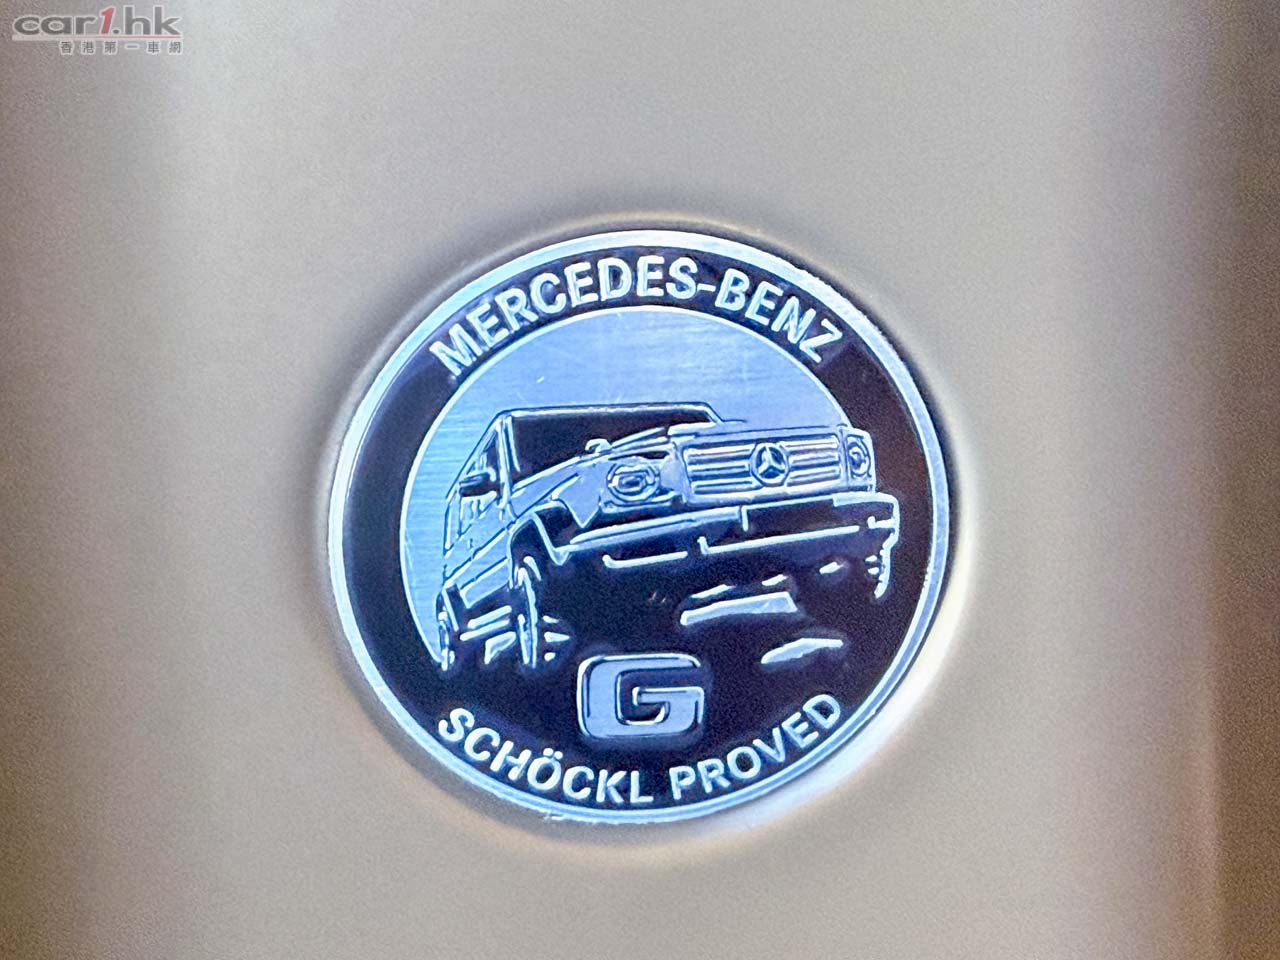 car1.hk
香港第一車網
MERCEDES-BENZ
G
SCHÖCKL PROVED